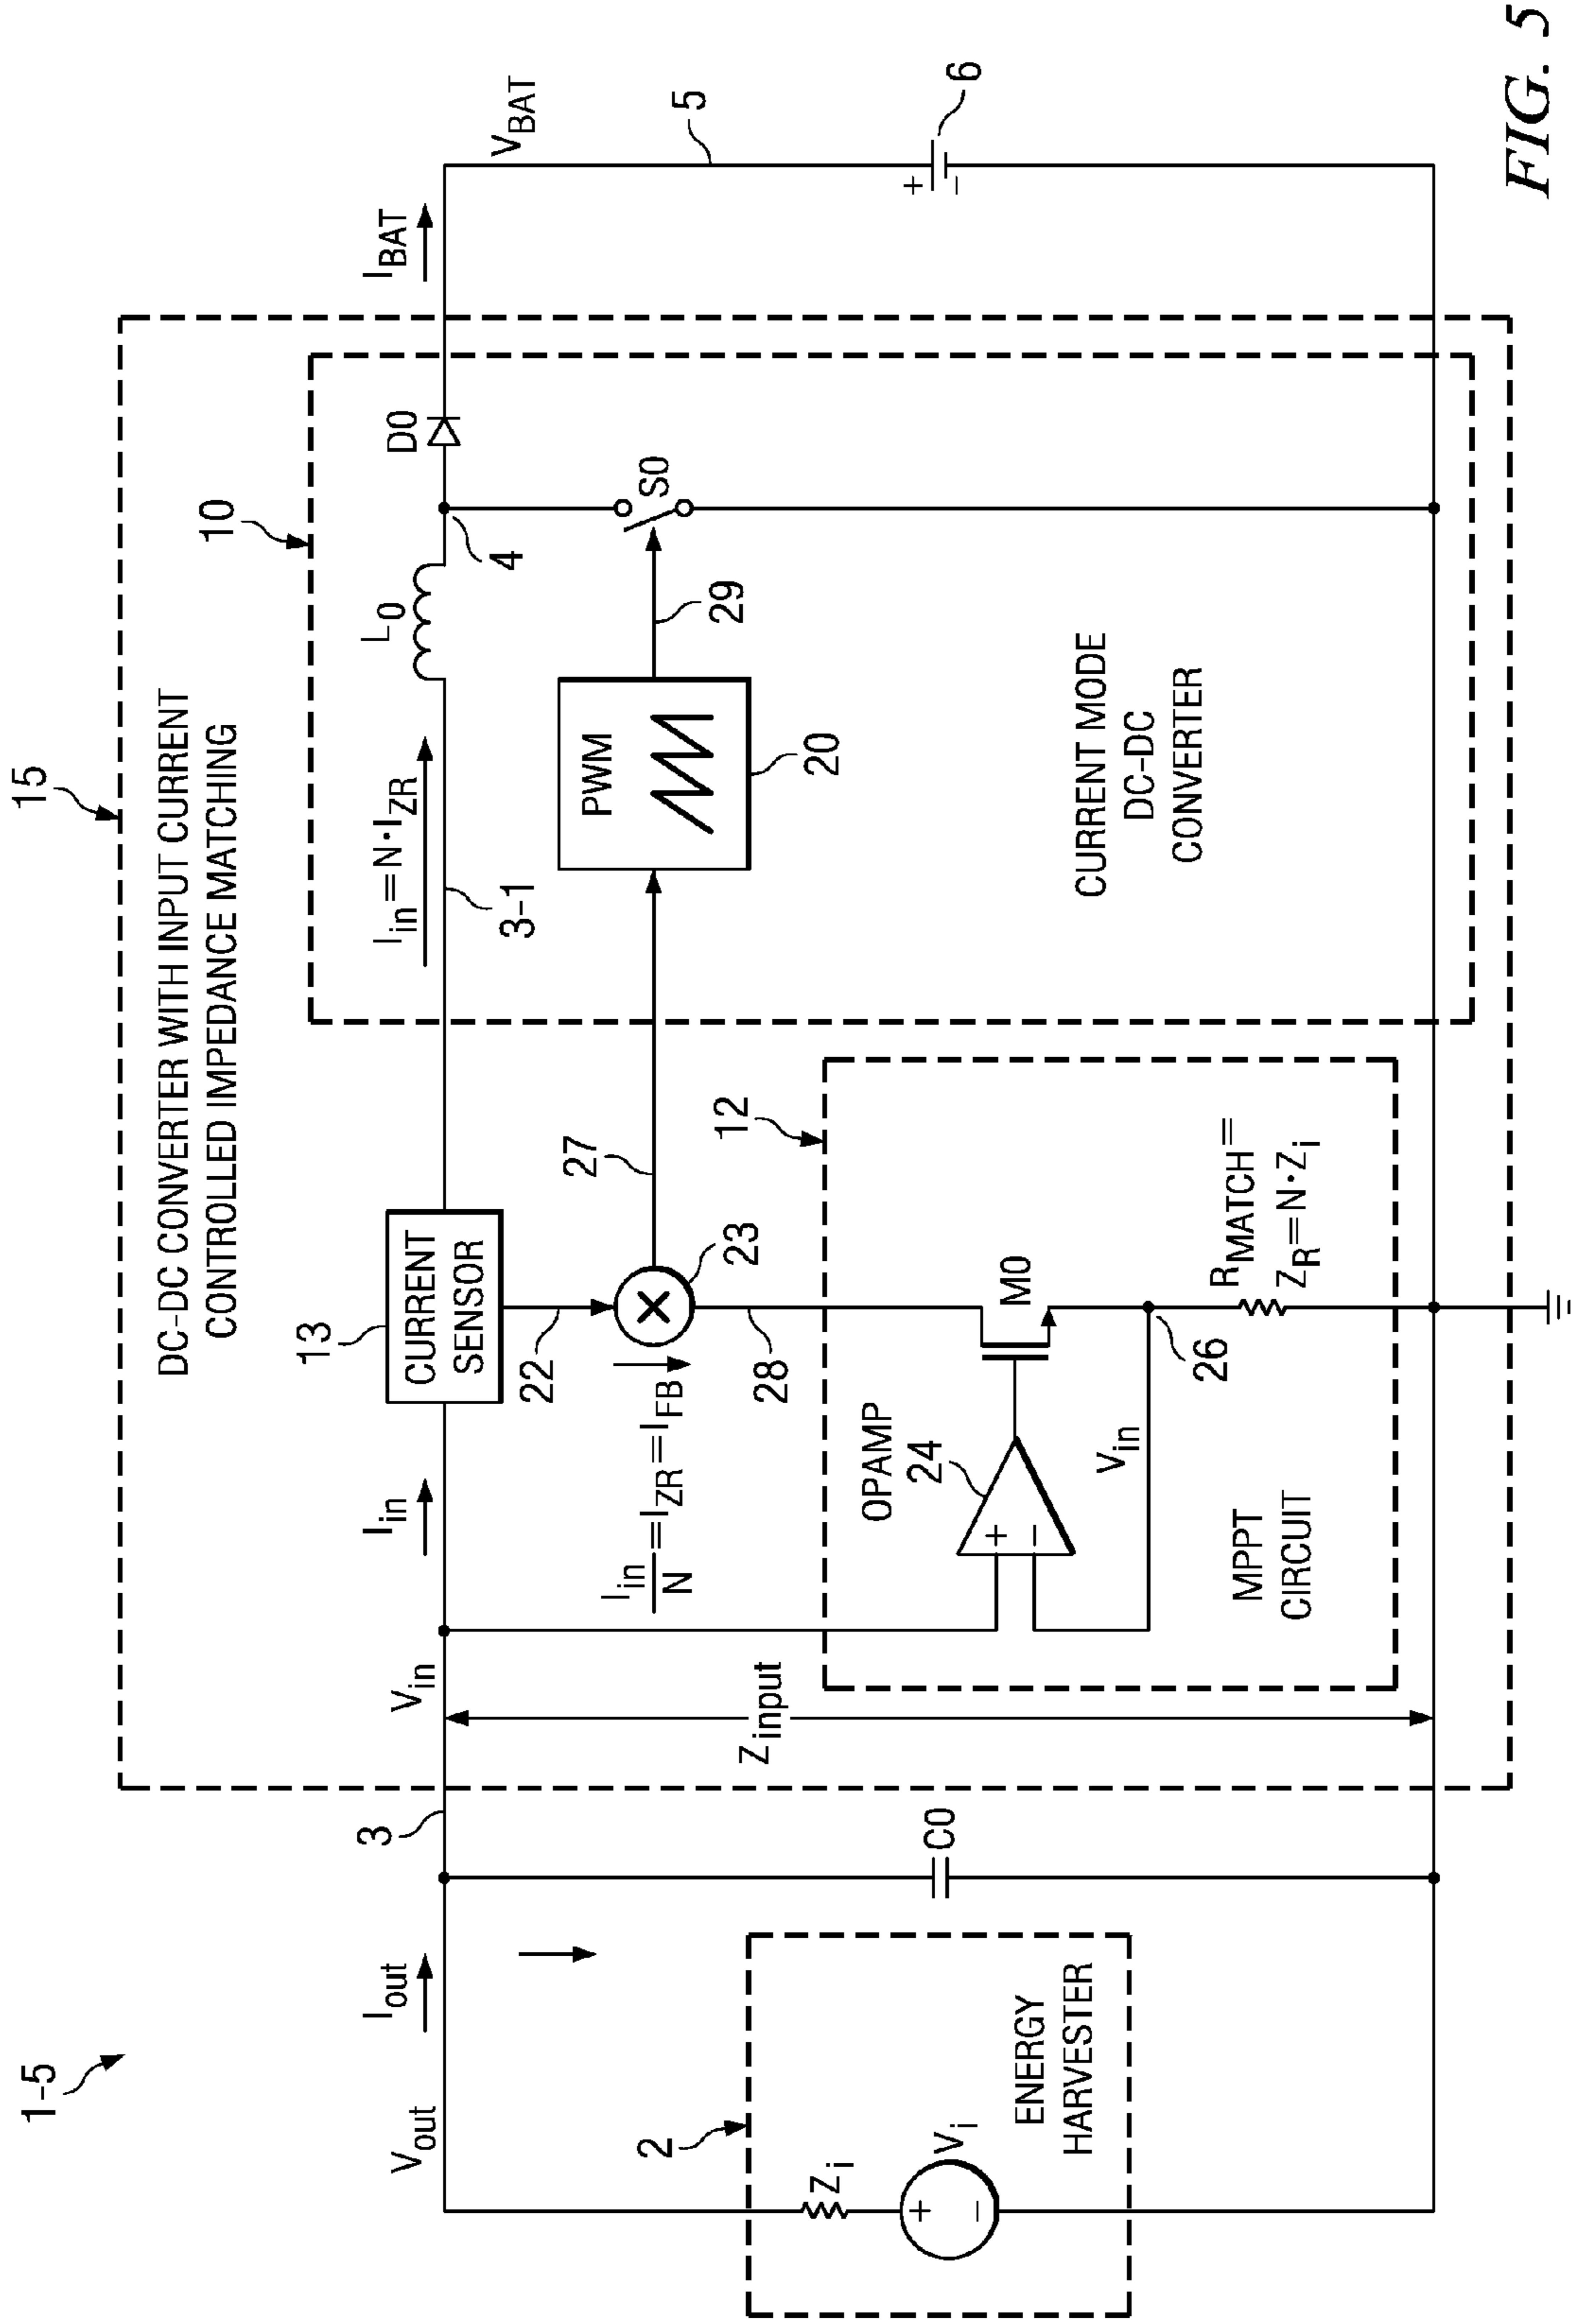 1-5
15
DC-DC CONVERTER WITH INPUT CURRENT
CONTROLLED IMPEDANCE MATCHING
10
Vout
Iout
3
Vin
Iin
13
CURRENT
SENSOR
Iin=N·IZR
3-1
L0
4
D0
IBAT
VBAT
5
22
23
27
Iin/N=IZR=IFB
28
PWM
20
29
S0
2
Zi
+
Vi
−
ENERGY
HARVESTER
C0
Zinput
12
OPAMP
24
+
−
M0
Vin
26
RMATCH=
ZR=N·Zi
MPPT
CIRCUIT
CURRENT MODE
DC-DC
CONVERTER
+
−
6
FIG. 5